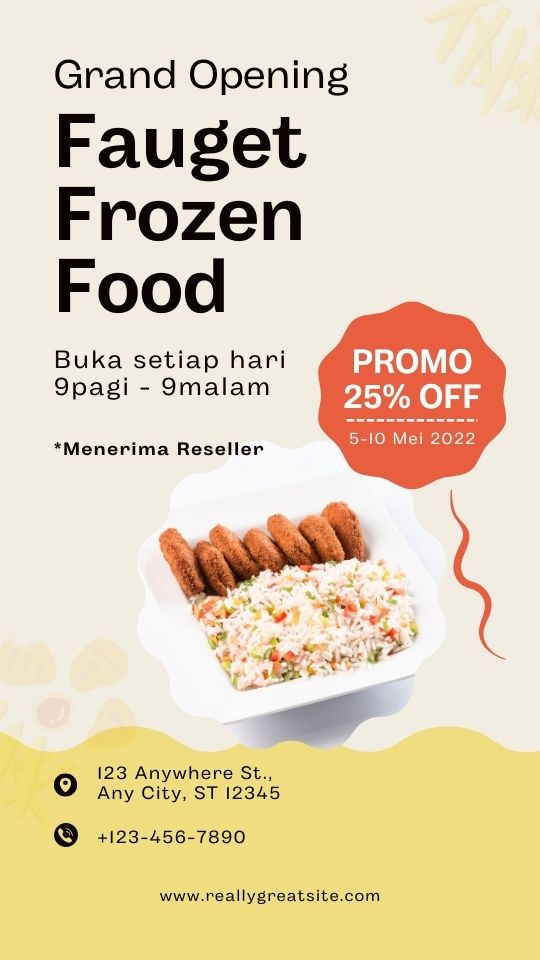 Grand Opening
Fauget
Frozen
Food
Buka setiap hari
9pagi - 9malam
*Menerima Reseller
PROMO
25% OFF
5-10 Mei 2022
123 Anywhere St.,
Any City, ST 12345
+123-456-7890
www.reallygreatsite.com